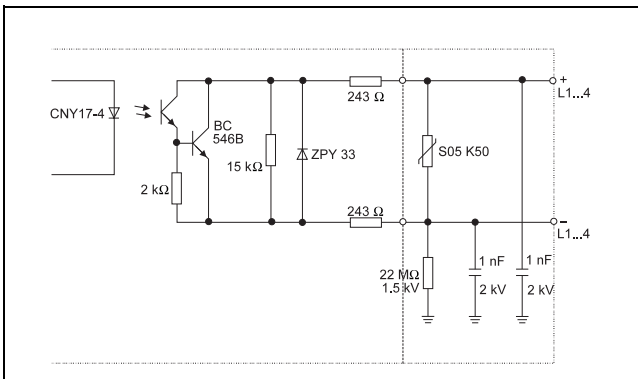 CNY17-4
BC
546B
2 kΩ
15 kΩ
ZPY 33
243 Ω
243 Ω
S05 K50
+
L1...4
−
L1...4
22 MΩ
1.5 kV
1 nF
2 kV
1 nF
2 kV